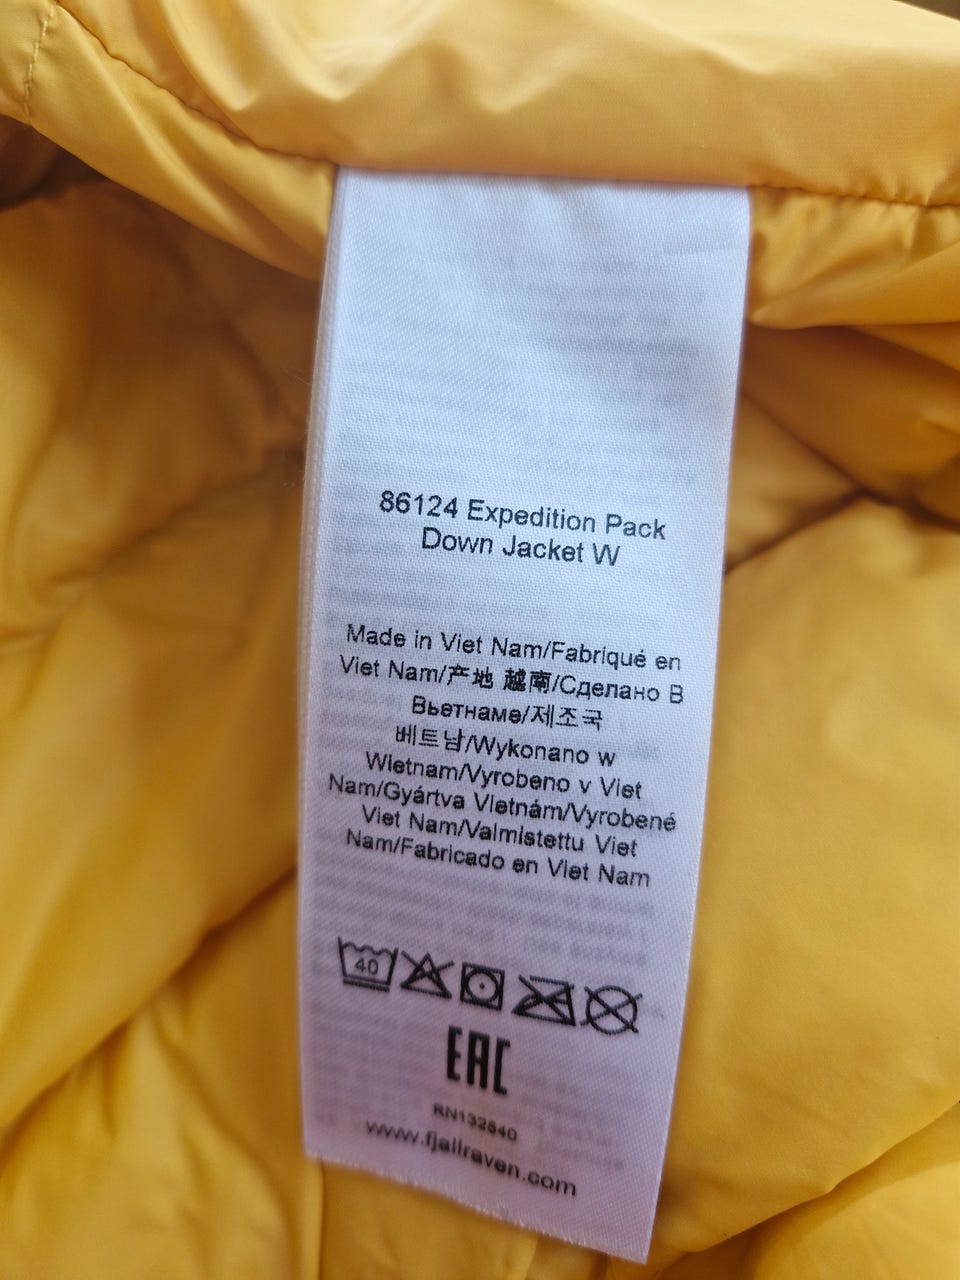 86124 Expedition Pack
Down Jacket W
Made in Viet Nam/Fabriqué en
Viet Nam/产地 越南/Сделано В
Вьетнаме/제조국
베트남/Wykonano w
Wietnam/Vyrobeno v Viet
Nam/Gyártva Vietnám/Vyrobené
Viet Nam/Valmistettu Viet
Nam/Fabricado en Viet Nam
40
EAC
RN132840
www.fjallraven.com